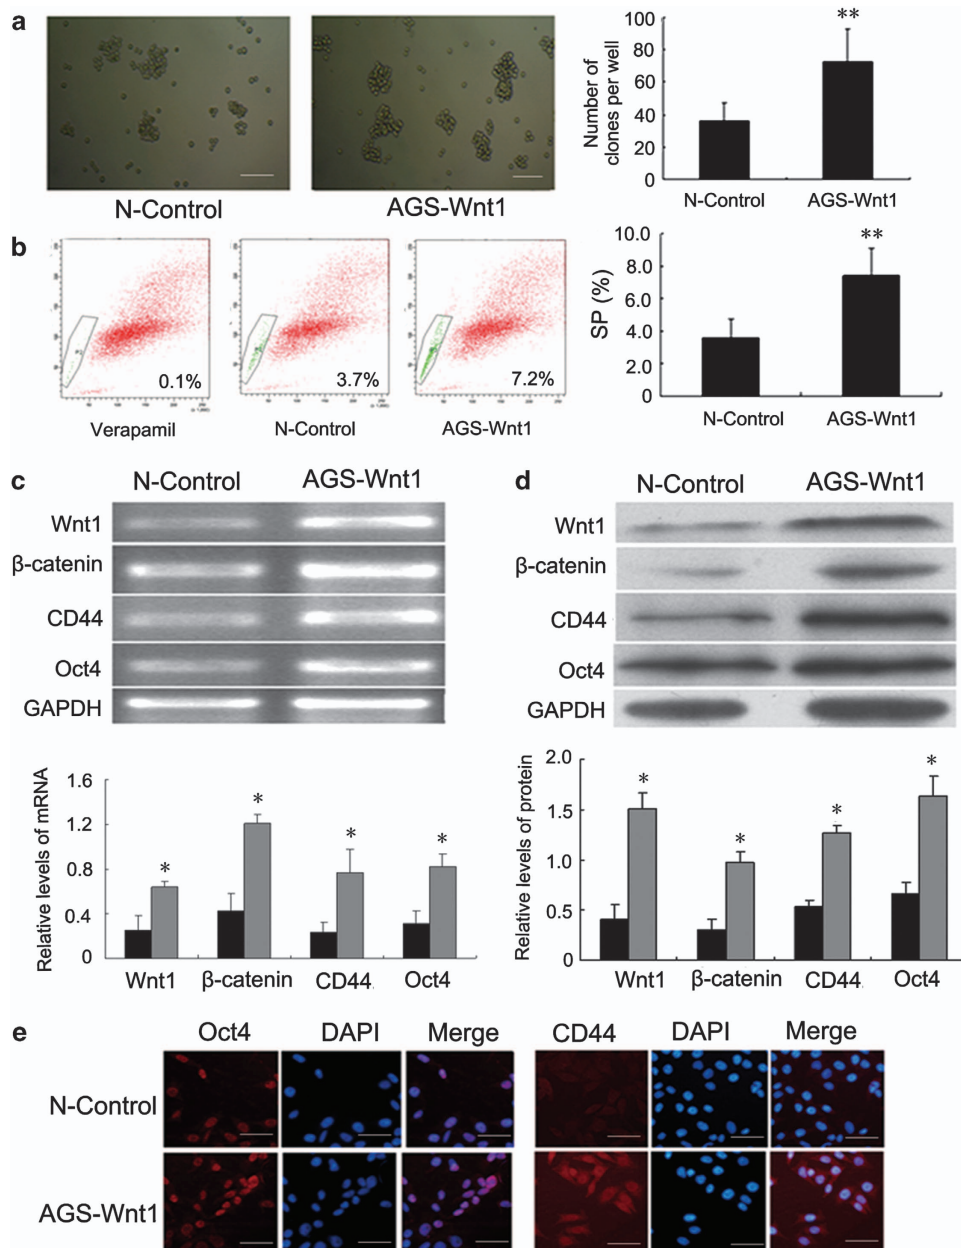 a
N-Control
AGS-Wnt1
Number of
clones per well
100
80
60
40
20
0
**
N-Control
AGS-Wnt1
b
0.1%
Verapamil
3.7%
N-Control
7.2%
AGS-Wnt1
SP (%)
10.0
8.0
6.0
4.0
2.0
0.0
**
N-Control
AGS-Wnt1
c
N-Control AGS-Wnt1
Wnt1
β-catenin
CD44
Oct4
GAPDH
Relative levels of mRNA
1.6
1.2
0.8
0.4
0
* * * *
Wnt1 β-catenin CD44 Oct4
d
N-Control AGS-Wnt1
Wnt1
β-catenin
CD44
Oct4
GAPDH
Relative levels of protein
2.0
1.5
1.0
0.5
0
* * * *
Wnt1 β-catenin CD44 Oct4
e
Oct4 DAPI Merge CD44 DAPI Merge
N-Control
AGS-Wnt1